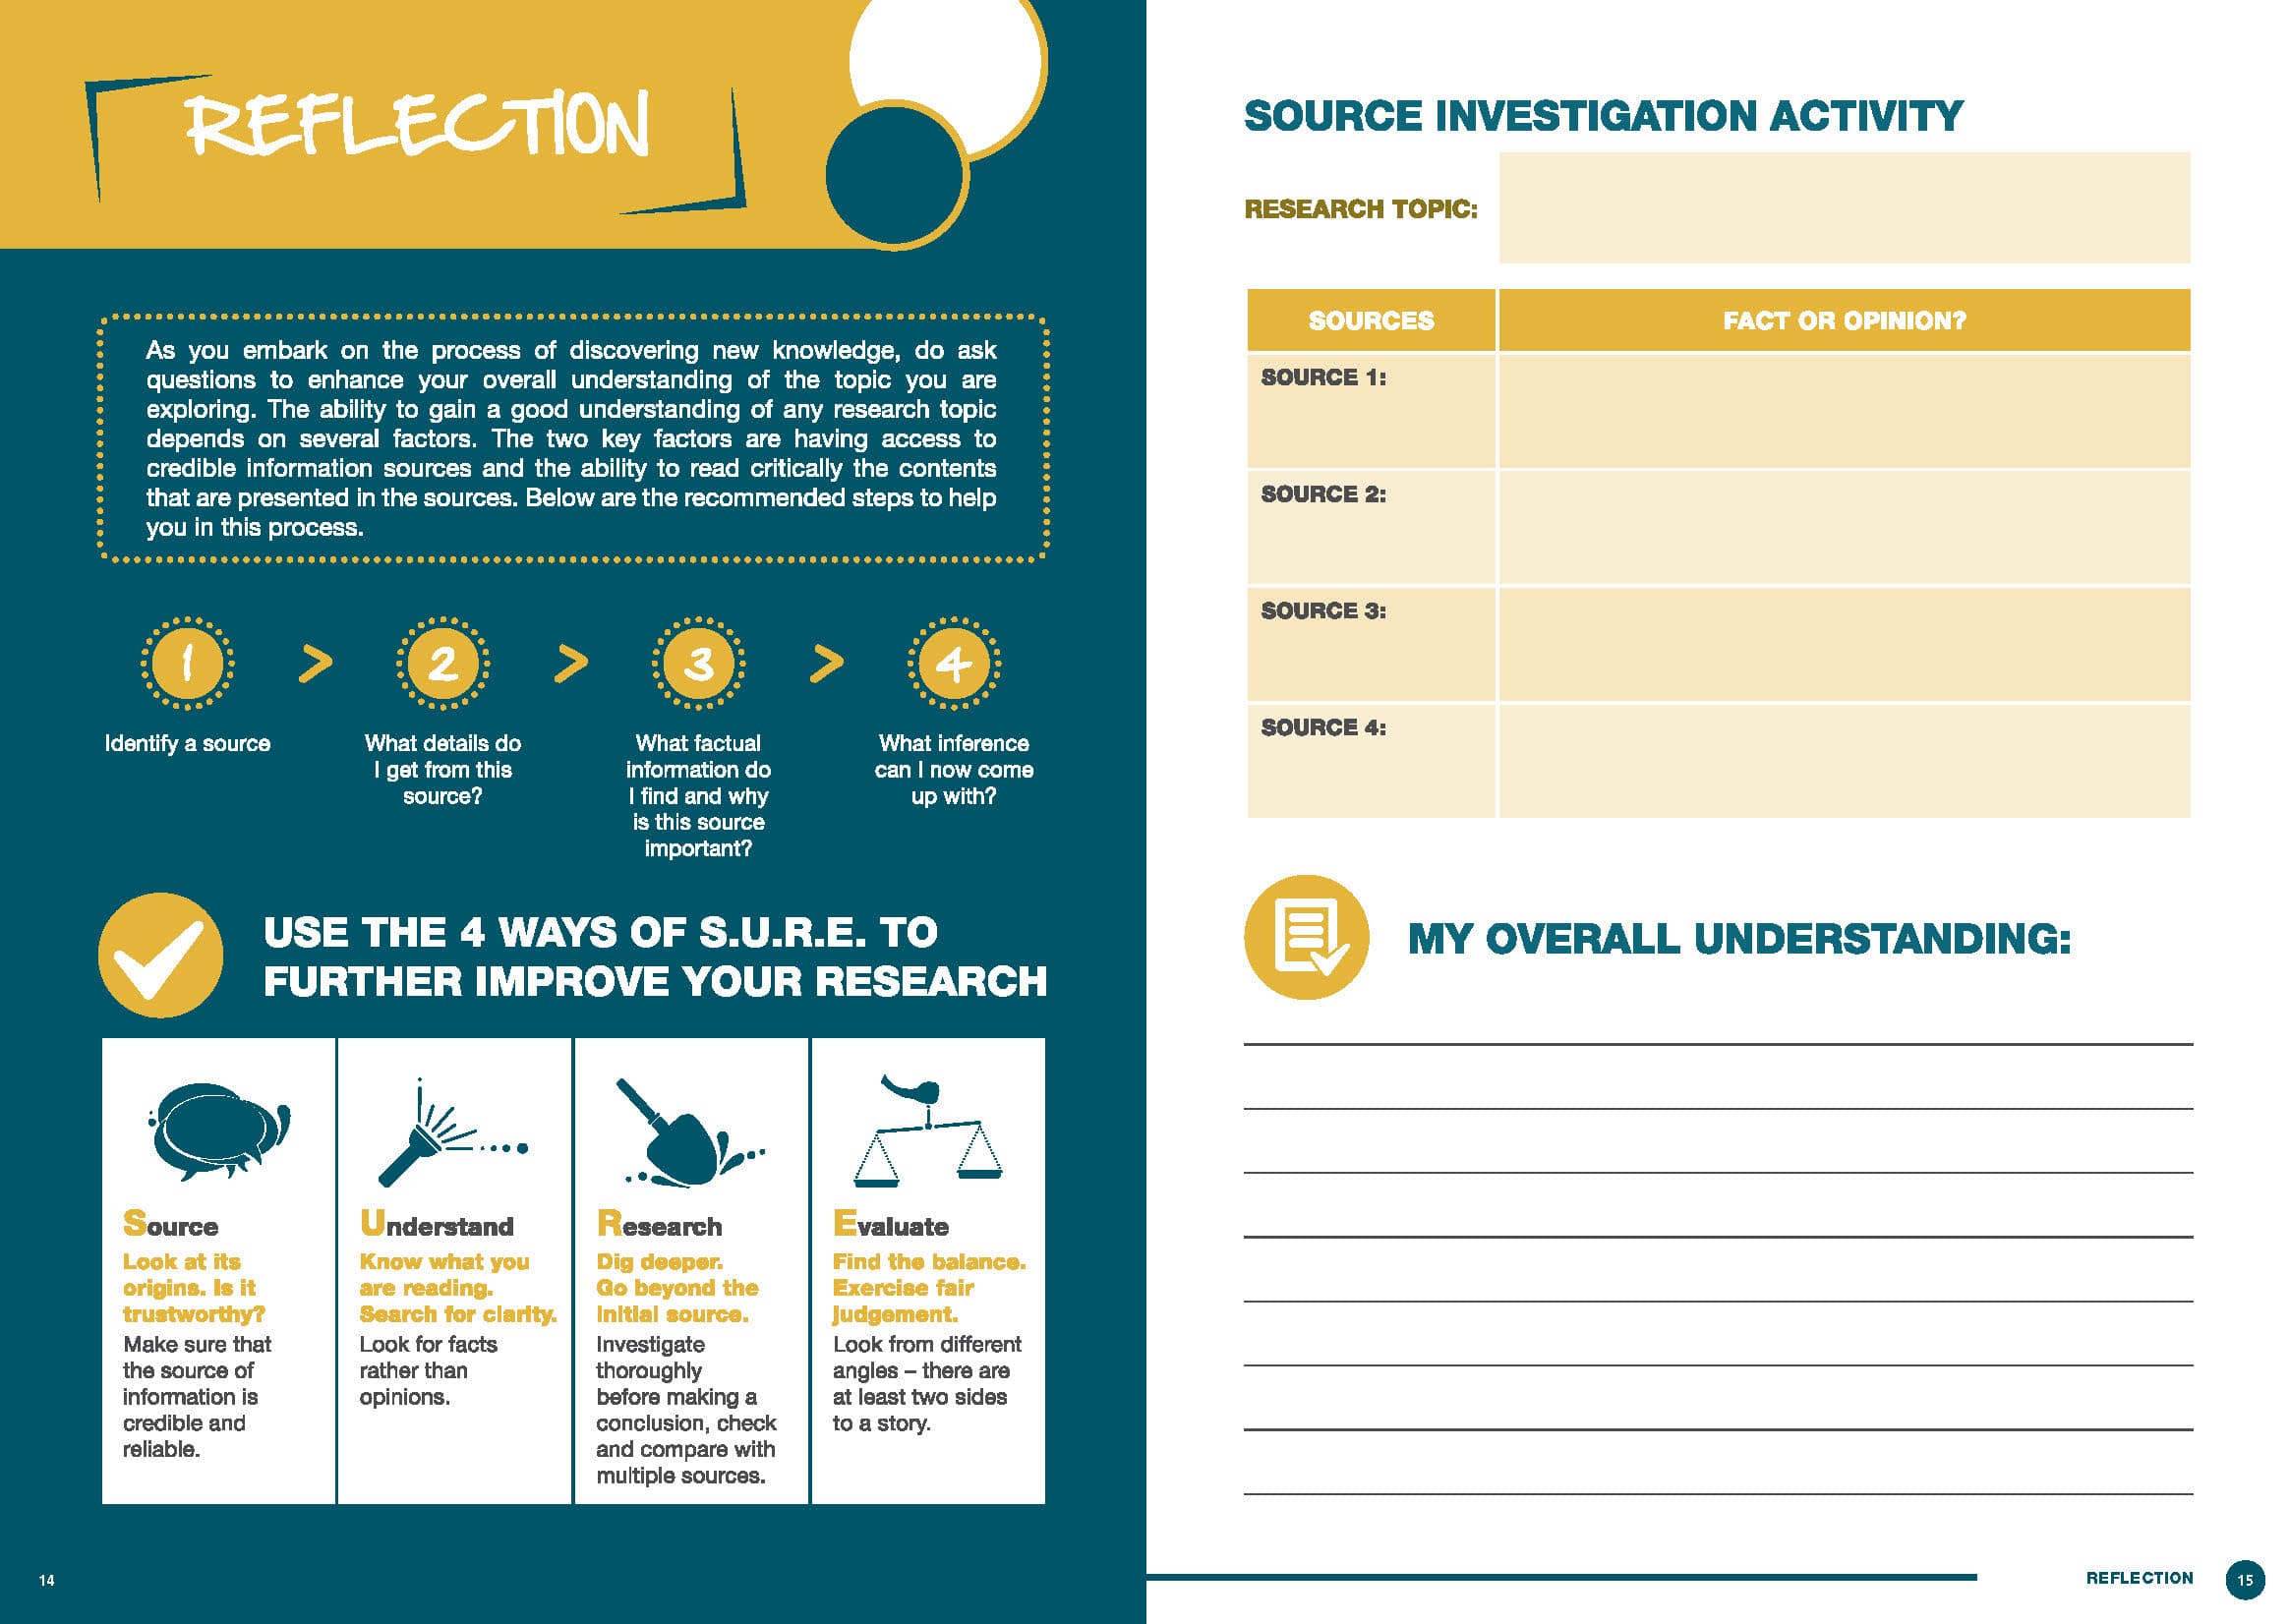 REFLECTION
As you embark on the process of discovering new knowledge, do ask
questions to enhance your overall understanding of the topic you are
exploring. The ability to gain a good understanding of any research topic
depends on several factors. The two key factors are having access to
credible information sources and the ability to read critically the contents
that are presented in the sources. Below are the recommended steps to help
you in this process.
1 > 2 > 3 > 4
Identify a source
What details do
I get from this
source?
What factual
information do
I find and why
is this source
important?
What inference
can I now come
up with?
USE THE 4 WAYS OF S.U.R.E. TO
FURTHER IMPROVE YOUR RESEARCH
Source
Look at its
origins. Is it
trustworthy?
Make sure that
the source of
information is
credible and
reliable.
Understand
Know what you
are reading.
Search for clarity.
Look for facts
rather than
opinions.
Research
Dig deeper.
Go beyond the
initial source.
Investigate
thoroughly
before making a
conclusion, check
and compare with
multiple sources.
Evaluate
Find the balance.
Exercise fair
judgement.
Look from different
angles – there are
at least two sides
to a story.
14
SOURCE INVESTIGATION ACTIVITY
RESEARCH TOPIC:
SOURCES
FACT OR OPINION?
SOURCE 1:
SOURCE 2:
SOURCE 3:
SOURCE 4:
MY OVERALL UNDERSTANDING:
REFLECTION
15